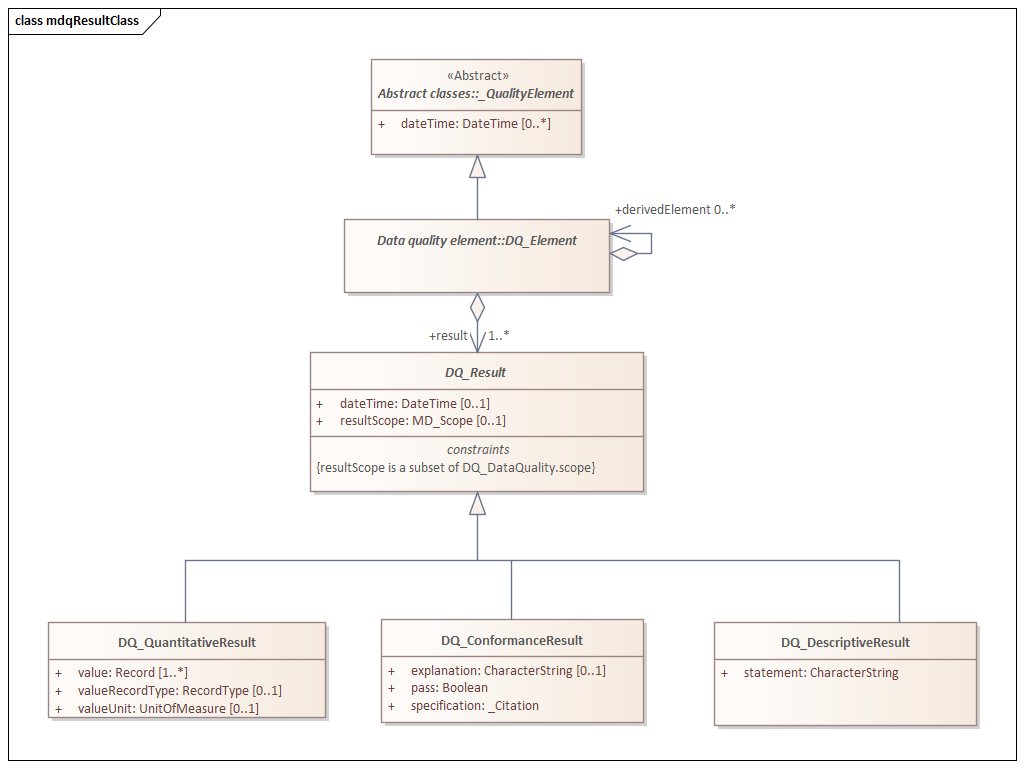 class mdqResultClass
«Abstract»
Abstract classes::_QualityElement
+ dateTime: DateTime [0..*]
+derivedElement 0..*
Data quality element::DQ_Element
+result 1..*
DQ_Result
+ dateTime: DateTime [0..1]
+ resultScope: MD_Scope [0..1]
constraints
{resultScope is a subset of DQ_DataQuality.scope}
DQ_QuantitativeResult
+ value: Record [1..*]
+ valueRecordType: RecordType [0..1]
+ valueUnit: UnitOfMeasure [0..1]
DQ_ConformanceResult
+ explanation: CharacterString [0..1]
+ pass: Boolean
+ specification: _Citation
DQ_DescriptiveResult
+ statement: CharacterString